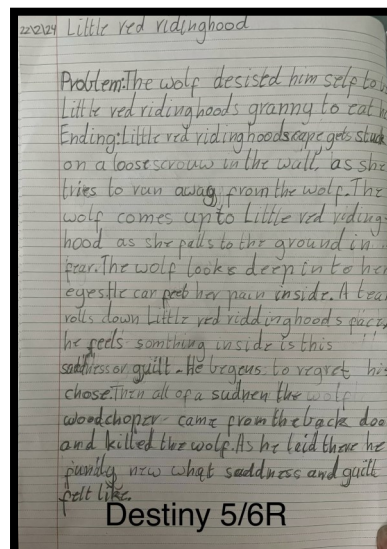 22\2\24 Little red ridinghood
Problem: The wolf desisted him self to
Little red ridinghoods granny to eat
Ending: Little red ridinghoods cape gets stuck
on a loose scrouw in the wall, as she
tries to run away from the wolf. The
wolf comes up to Little red riding-
hood as she falls to the ground in
fear. The wolf looks deep in to her
eyes He can feel her pain inside. A tear
rolls down Little red riddinghoods face,
he feels somthing inside is this
saddness or guilt. He begens to regret his
chose. Then all of a sudnen the wolf
woodchoper came from the back doo
and killed the wolf. As he laid there he
new what saddness and guilt
felt like.
Destiny 5/6R